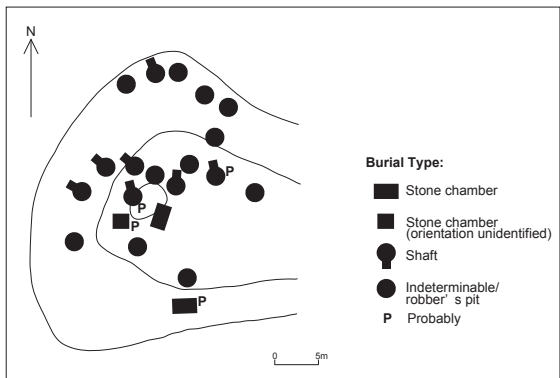 N
P
P
P
P
Burial Type:
Stone chamber
Stone chamber
(orientation unidentified)
Shaft
Indeterminable/
robber' s pit
P Probably
0 5m